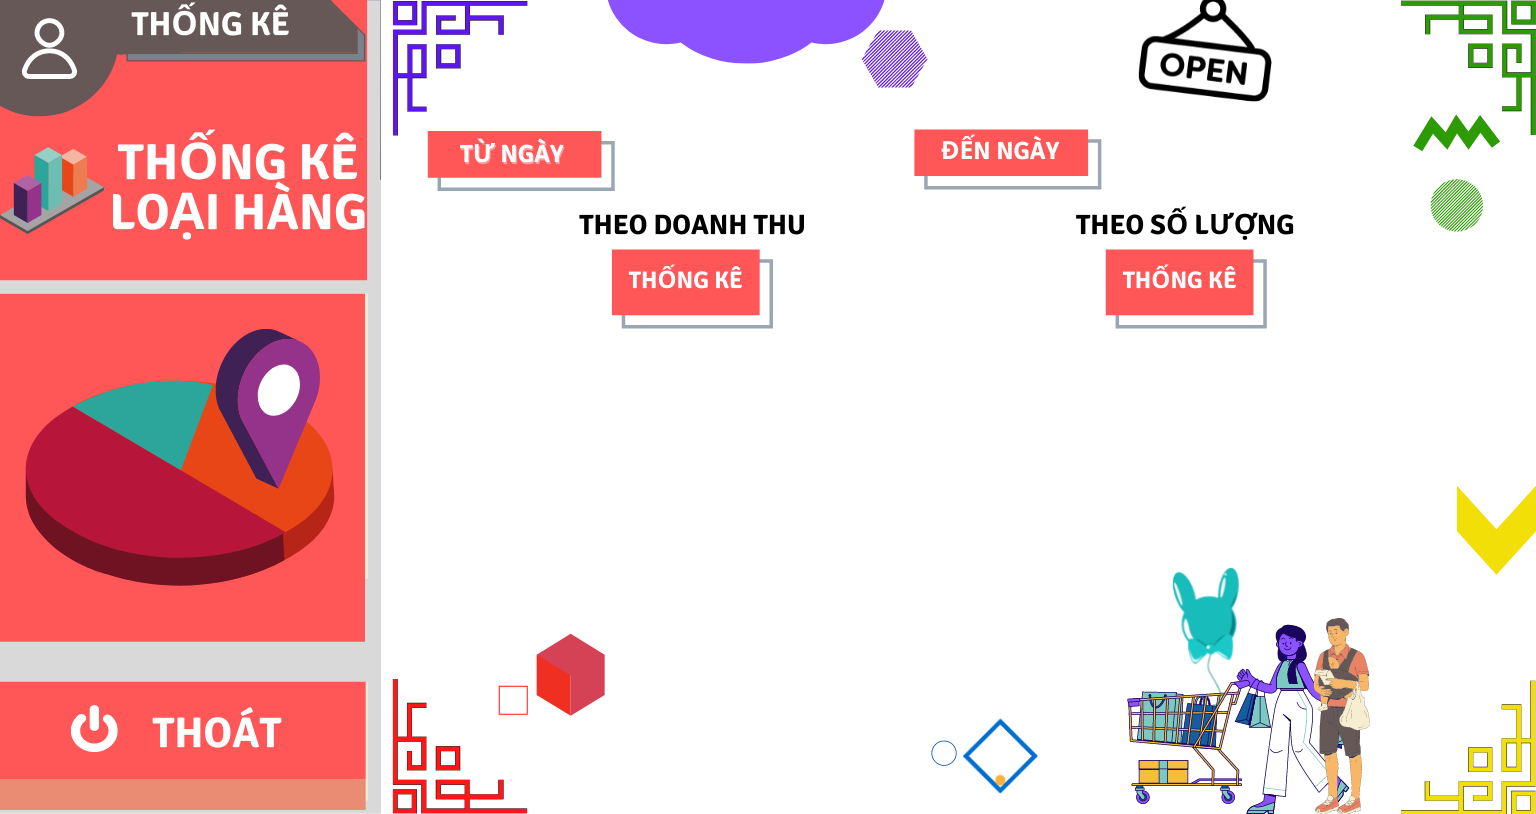 THỐNG KÊ
THỐNG KÊ
LOẠI HÀNG
THOÁT
OPEN
TỪ NGÀY
ĐẾN NGÀY
THEO DOANH THU
THỐNG KÊ
THEO SỐ LƯỢNG
THỐNG KÊ